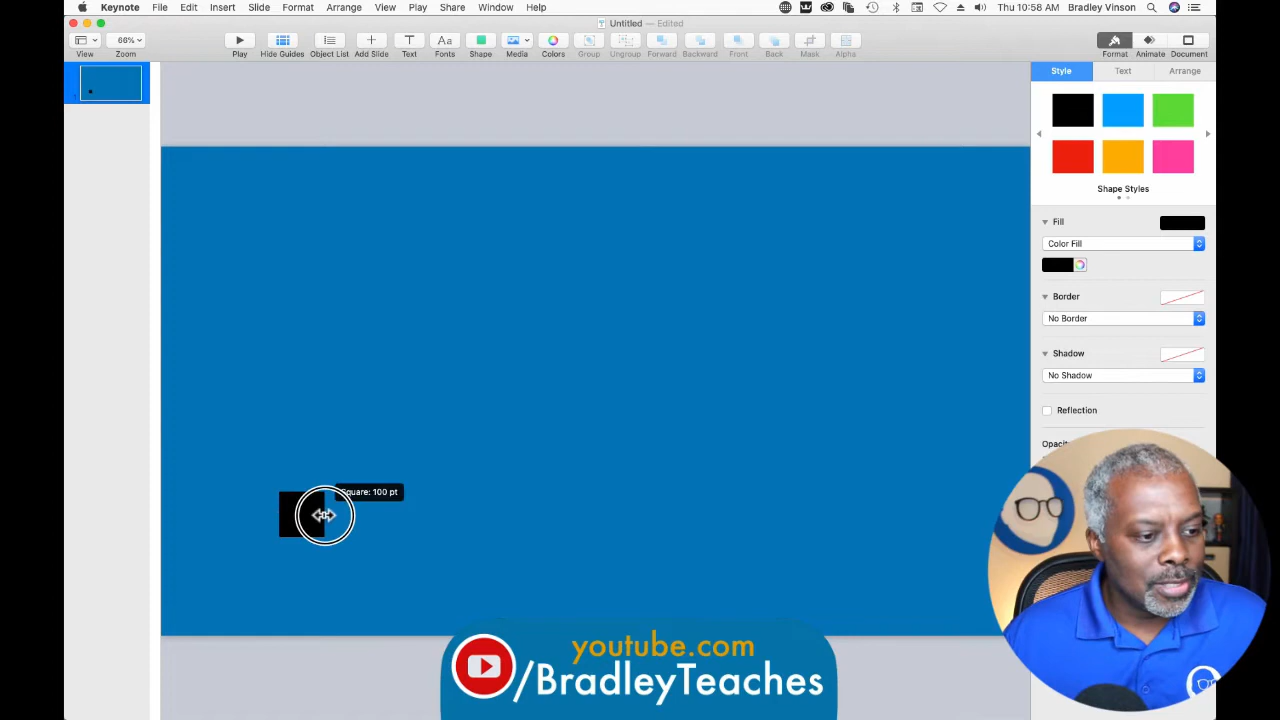 Keynote File Edit Insert Slide Format Arrange View Play Share Window Help Thu 10:58 AM Bradley Vinson
Untitled — Edited
66%
View Zoom Play Hide Guides Object List Add Slide Text Fonts Shape Media Colors Group Ungroup Forward Backward Front Back Mask Alpha Format Animate Document
Style Text Arrange
Shape Styles
Fill
Color Fill
Border
No Border
Shadow
No Shadow
Reflection
Square: 100 pt
youtube.com
/BradleyTeaches